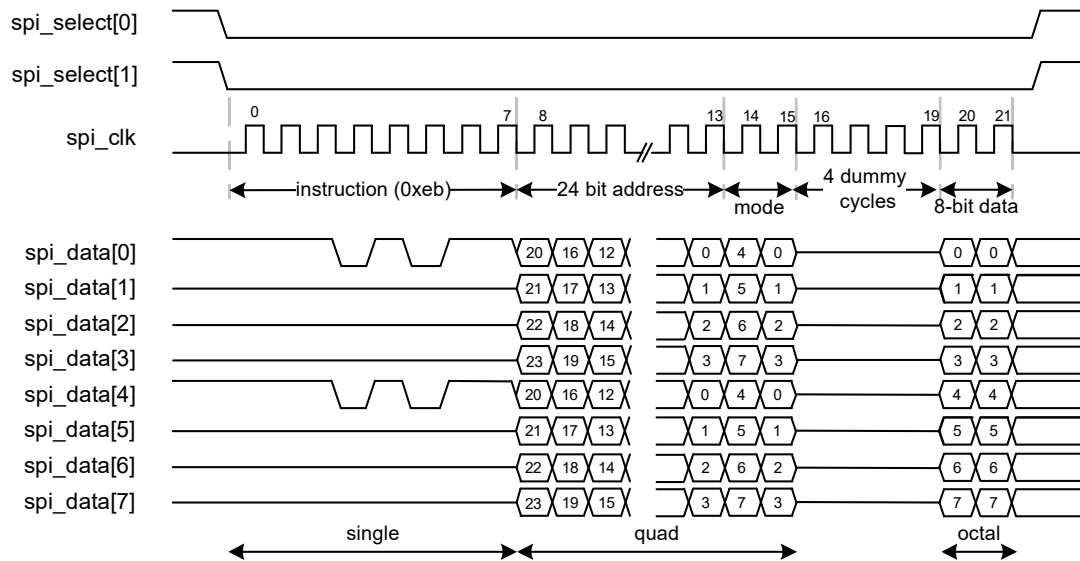 spi_select[0]
spi_select[1]
0 7 8 13 14 15 16 19 20 21
spi_clk
instruction (0xeb) 24 bit address mode 4 dummy cycles 8-bit data
spi_data[0] 20 16 12 0 4 0 0 0
spi_data[1] 21 17 13 1 5 1 1 1
spi_data[2] 22 18 14 2 6 2 2 2
spi_data[3] 23 19 15 3 7 3 3 3
spi_data[4] 20 16 12 0 4 0 4 4
spi_data[5] 21 17 13 1 5 1 5 5
spi_data[6] 22 18 14 2 6 2 6 6
spi_data[7] 23 19 15 3 7 3 7 7
single quad octal